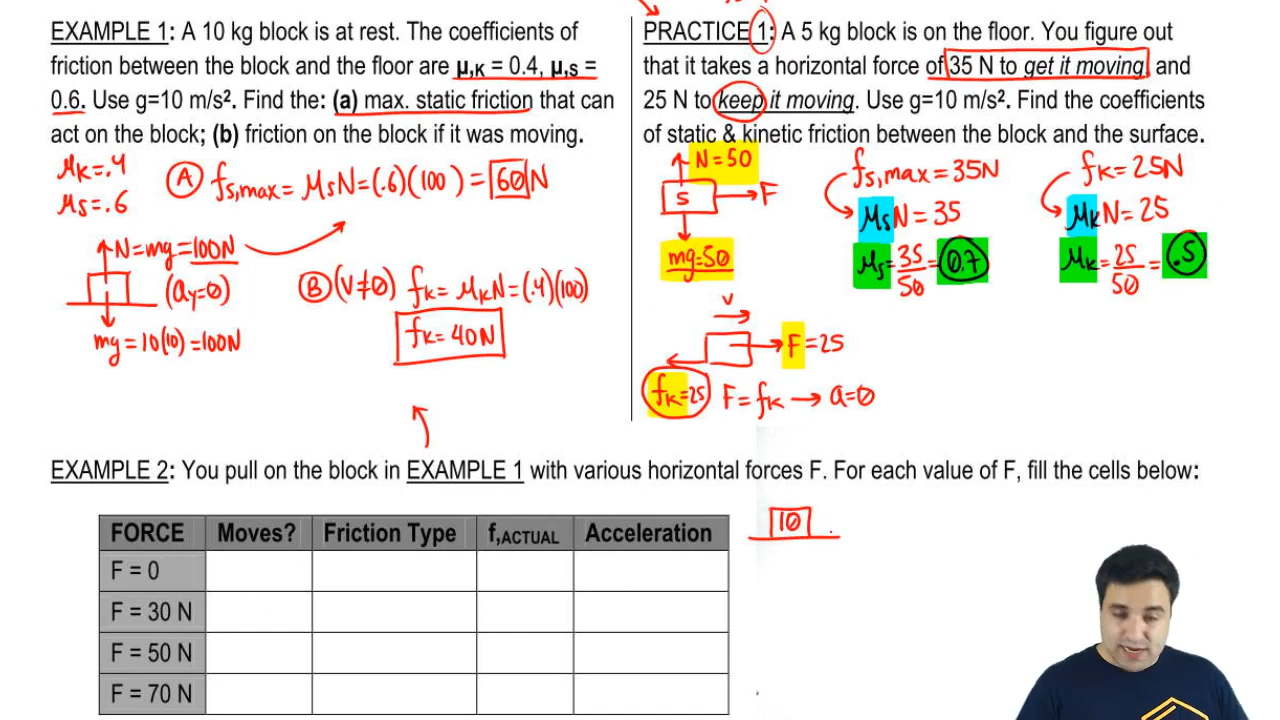 EXAMPLE 1: A 10 kg block is at rest. The coefficients of
friction between the block and the floor are μ,K = 0.4, μ,S =
0.6. Use g=10 m/s². Find the: (a) max. static friction that can
act on the block; (b) friction on the block if it was moving.
μK=.4
μS=.6
A fS,max = μSN=(.6)(100) = 60 N
N=mg=100N
(ay=0)
mg=10(10)=100N
B (V≠0) fK= μKN=(.4)(100)
fK= 40N
PRACTICE 1: A 5 kg block is on the floor. You figure out
that it takes a horizontal force of 35 N to get it moving, and
25 N to keep it moving. Use g=10 m/s². Find the coefficients
of static & kinetic friction between the block and the surface.
N=50
5
F
mg=50
fS,max=35N
μSN=35
μS=35/50=0.7
fK=25N
μKN=25
μK=25/50=.5
V
F=25
fK=25
F=fK→a=0
EXAMPLE 2: You pull on the block in EXAMPLE 1 with various horizontal forces F. For each value of F, fill the cells below:
FORCE Moves? Friction Type f,ACTUAL Acceleration
F = 0
F = 30 N
F = 50 N
F = 70 N
10